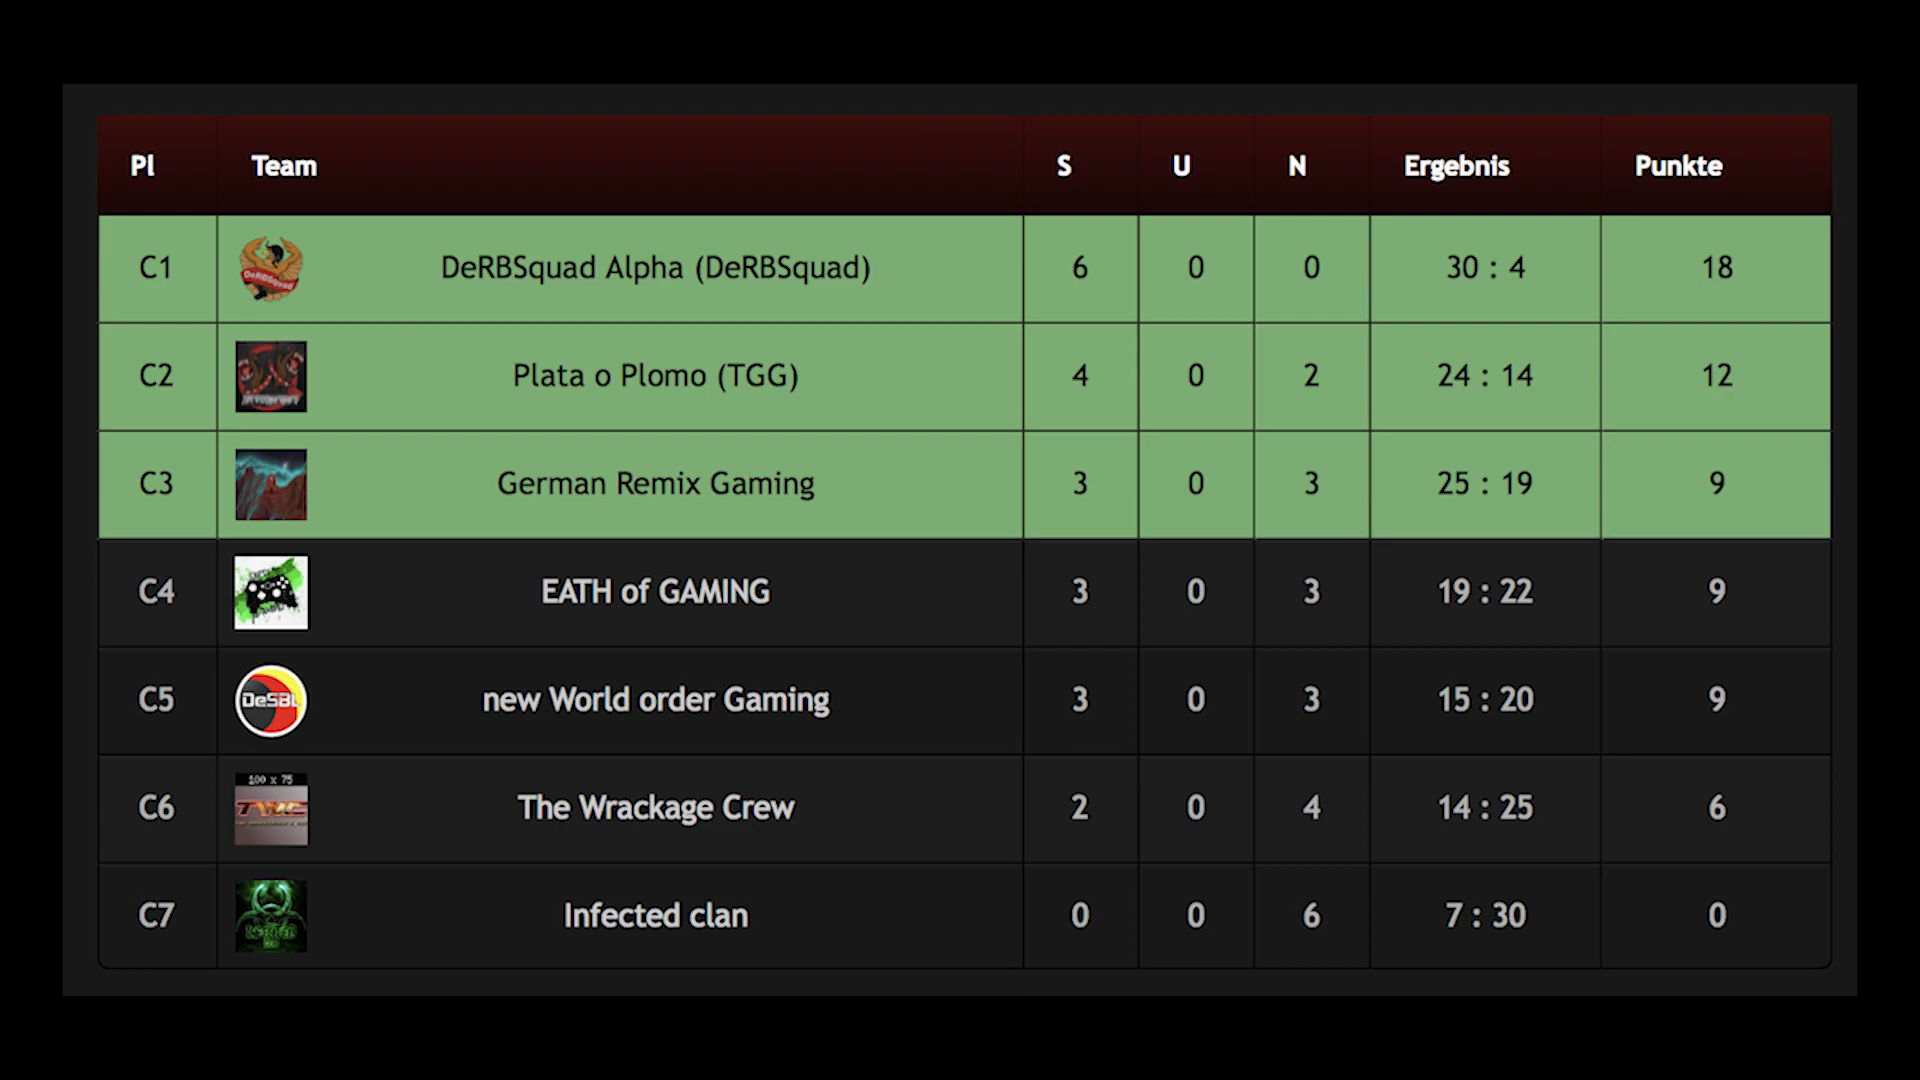 Pl Team S U N Ergebnis Punkte
C1 DeRBSquad DeRBSquad Alpha (DeRBSquad) 6 0 0 30 : 4 18
C2 Plata o Plomo (TGG) 4 0 2 24 : 14 12
C3 German Remix Gaming 3 0 3 25 : 19 9
C4 EATH of GAMING 3 0 3 19 : 22 9
C5 DeSBL new World order Gaming 3 0 3 15 : 20 9
100 x 75
C6 TWC The Wrackage Crew 2 0 4 14 : 25 6
C7 INFECTED Infected clan 0 0 6 7 : 30 0